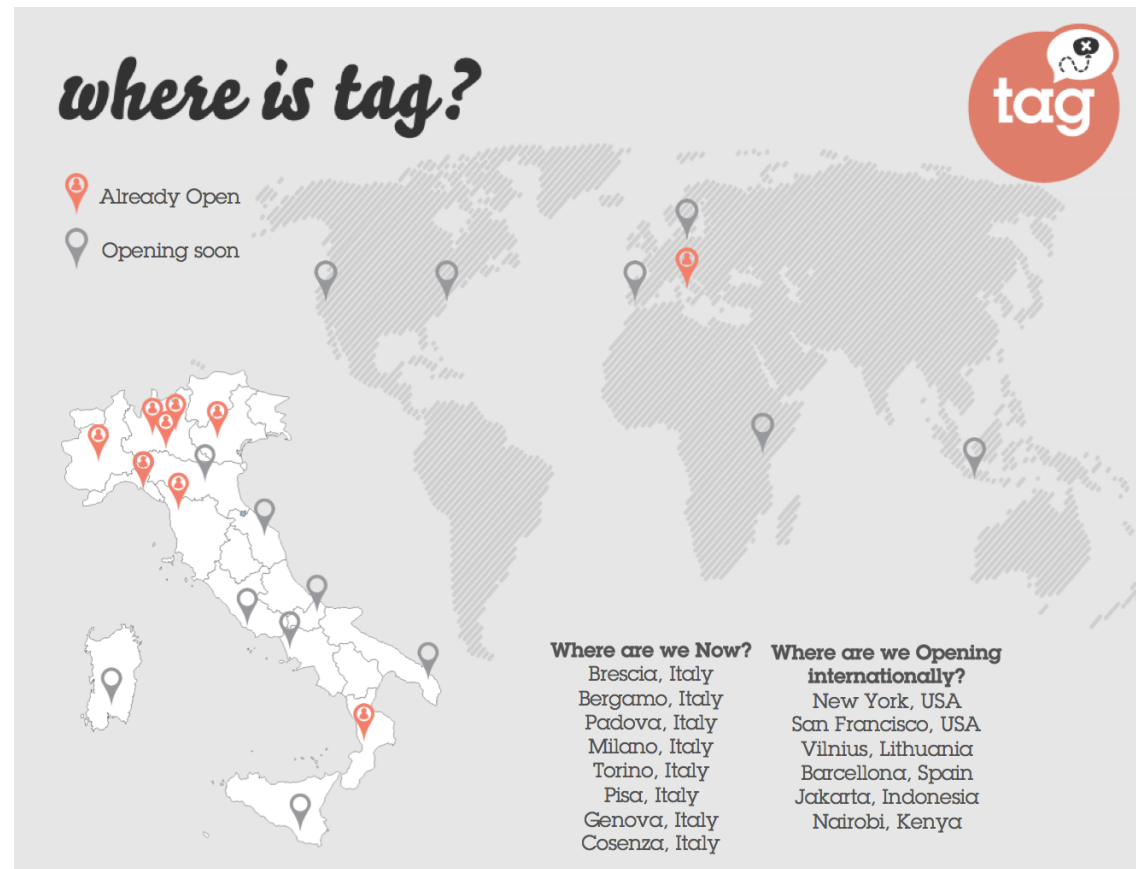 where is tag?
tag
Already Open
Opening soon
Where are we Now?
Brescia, Italy
Bergamo, Italy
Padova, Italy
Milano, Italy
Torino, Italy
Pisa, Italy
Genova, Italy
Cosenza, Italy
Where are we Opening
internationally?
New York, USA
San Francisco, USA
Vilnius, Lithuania
Barcellona, Spain
Jakarta, Indonesia
Nairobi, Kenya